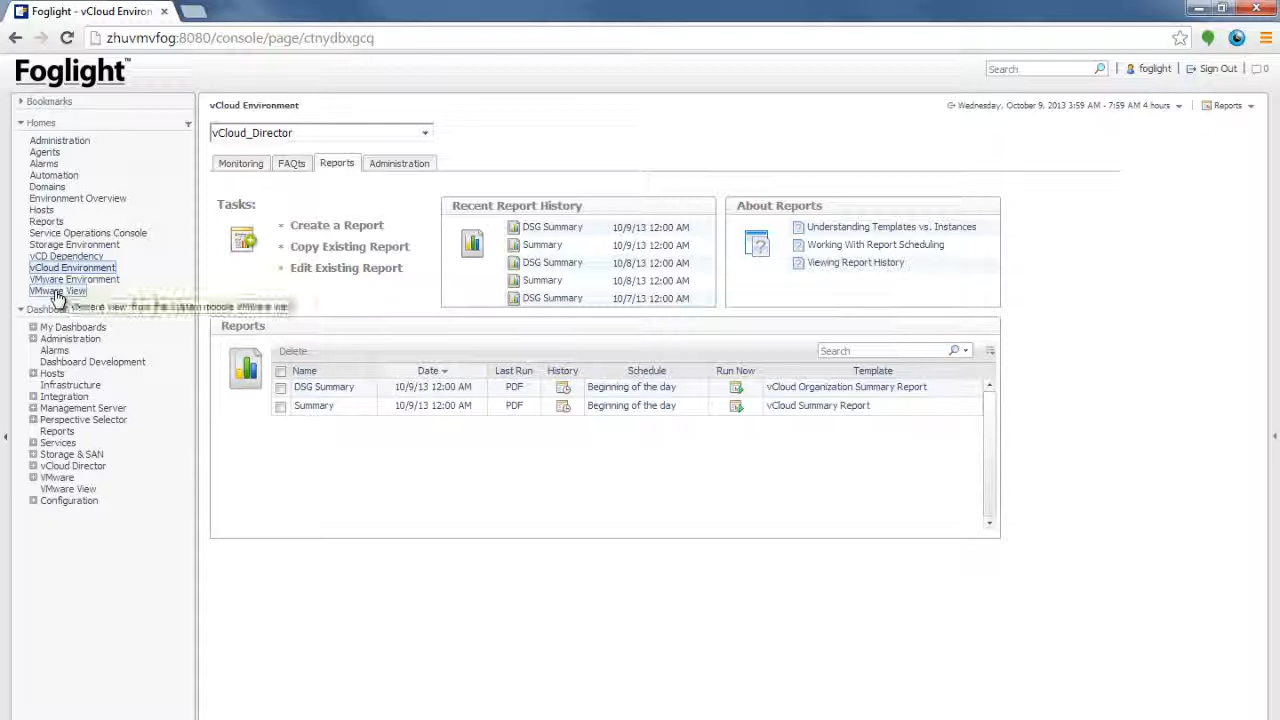 Foglight - vCloud Environ
zhuvmvfog:8080/console/page/ctnydbxgcq
Foglight™
Search
foglight
Sign Out
0
Bookmarks
Homes
Administration
Agents
Alarms
Automation
Domains
Environment Overview
Hosts
Reports
Service Operations Console
Storage Environment
vCD Dependency
vCloud Environment
VMware Environment
VMware View
Dashboa
My Dashboards
Administration
Alarms
Dashboard Development
Hosts
Infrastructure
Integration
Management Server
Perspective Selector
Reports
Services
Storage & SAN
vCloud Director
VMware
VMware View
Configuration
vCloud Environment
Wednesday, October 9, 2013 3:59 AM - 7:59 AM 4 hours
Reports
vCloud_Director
Monitoring FAQts Reports Administration
Tasks:
Create a Report
Copy Existing Report
Edit Existing Report
Recent Report History
DSG Summary 10/9/13 12:00 AM
Summary 10/9/13 12:00 AM
DSG Summary 10/8/13 12:00 AM
Summary 10/8/13 12:00 AM
DSG Summary 10/7/13 12:00 AM
About Reports
Understanding Templates vs. Instances
Working With Report Scheduling
Viewing Report History
Reports
Delete
Search
Name Date Last Run History Schedule Run Now Template
DSG Summary 10/9/13 12:00 AM PDF Beginning of the day vCloud Organization Summary Report
Summary 10/9/13 12:00 AM PDF Beginning of the day vCloud Summary Report